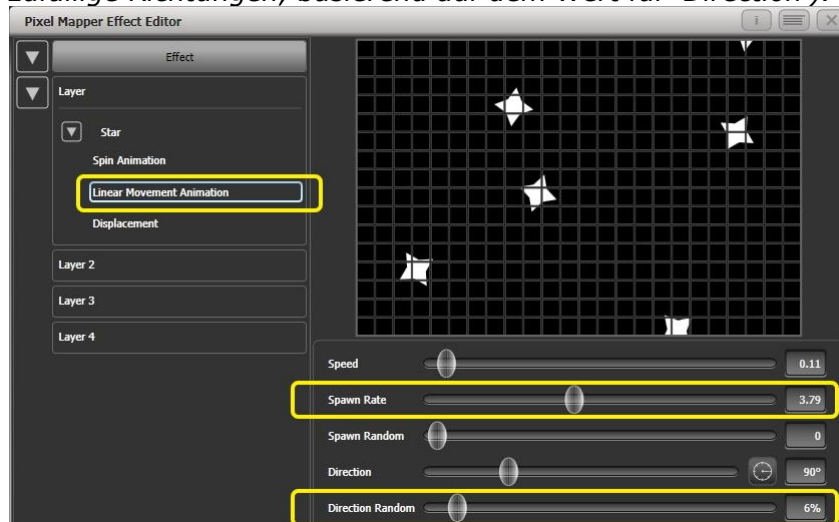 zufällige Richtungen, basierend auf dem Wert für 'Direction').
Pixel Mapper Effect Editor
Effect
Layer
Star
Spin Animation
Linear Movement Animation
Displacement
Layer 2
Layer 3
Layer 4
Speed 0.11
Spawn Rate 3.79
Spawn Random 0
Direction 90°
Direction Random 6%